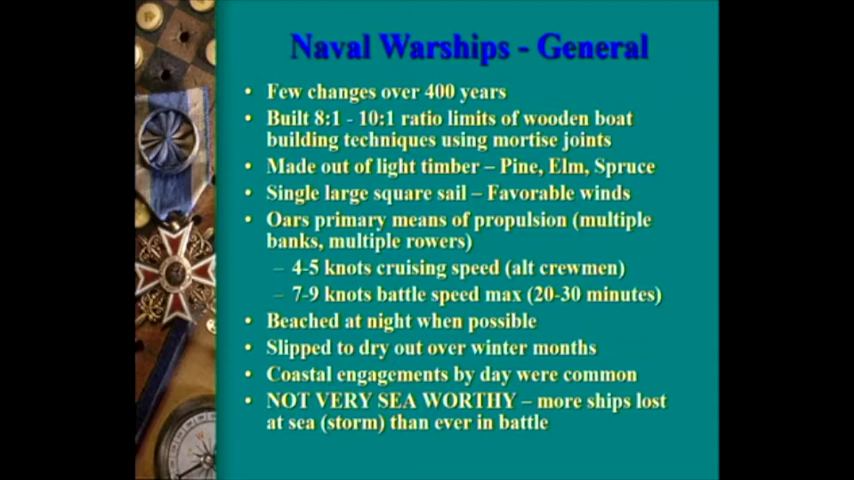 Naval Warships - General
• Few changes over 400 years
• Built 8:1 - 10:1 ratio limits of wooden boat
building techniques using mortise joints
• Made out of light timber – Pine, Elm, Spruce
• Single large square sail – Favorable winds
• Oars primary means of propulsion (multiple
banks, multiple rowers)
– 4-5 knots cruising speed (alt crewmen)
– 7-9 knots battle speed max (20-30 minutes)
• Beached at night when possible
• Slipped to dry out over winter months
• Coastal engagements by day were common
• NOT VERY SEA WORTHY – more ships lost
at sea (storm) than ever in battle